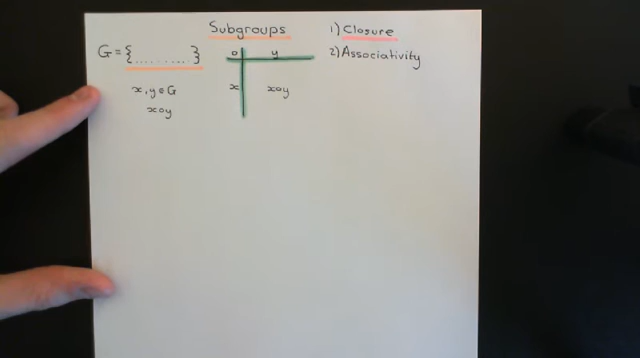 Subgroups
G = {..........}
x, y ∈ G
x∘y
∘ y
x x∘y
1) Closure
2) Associativity